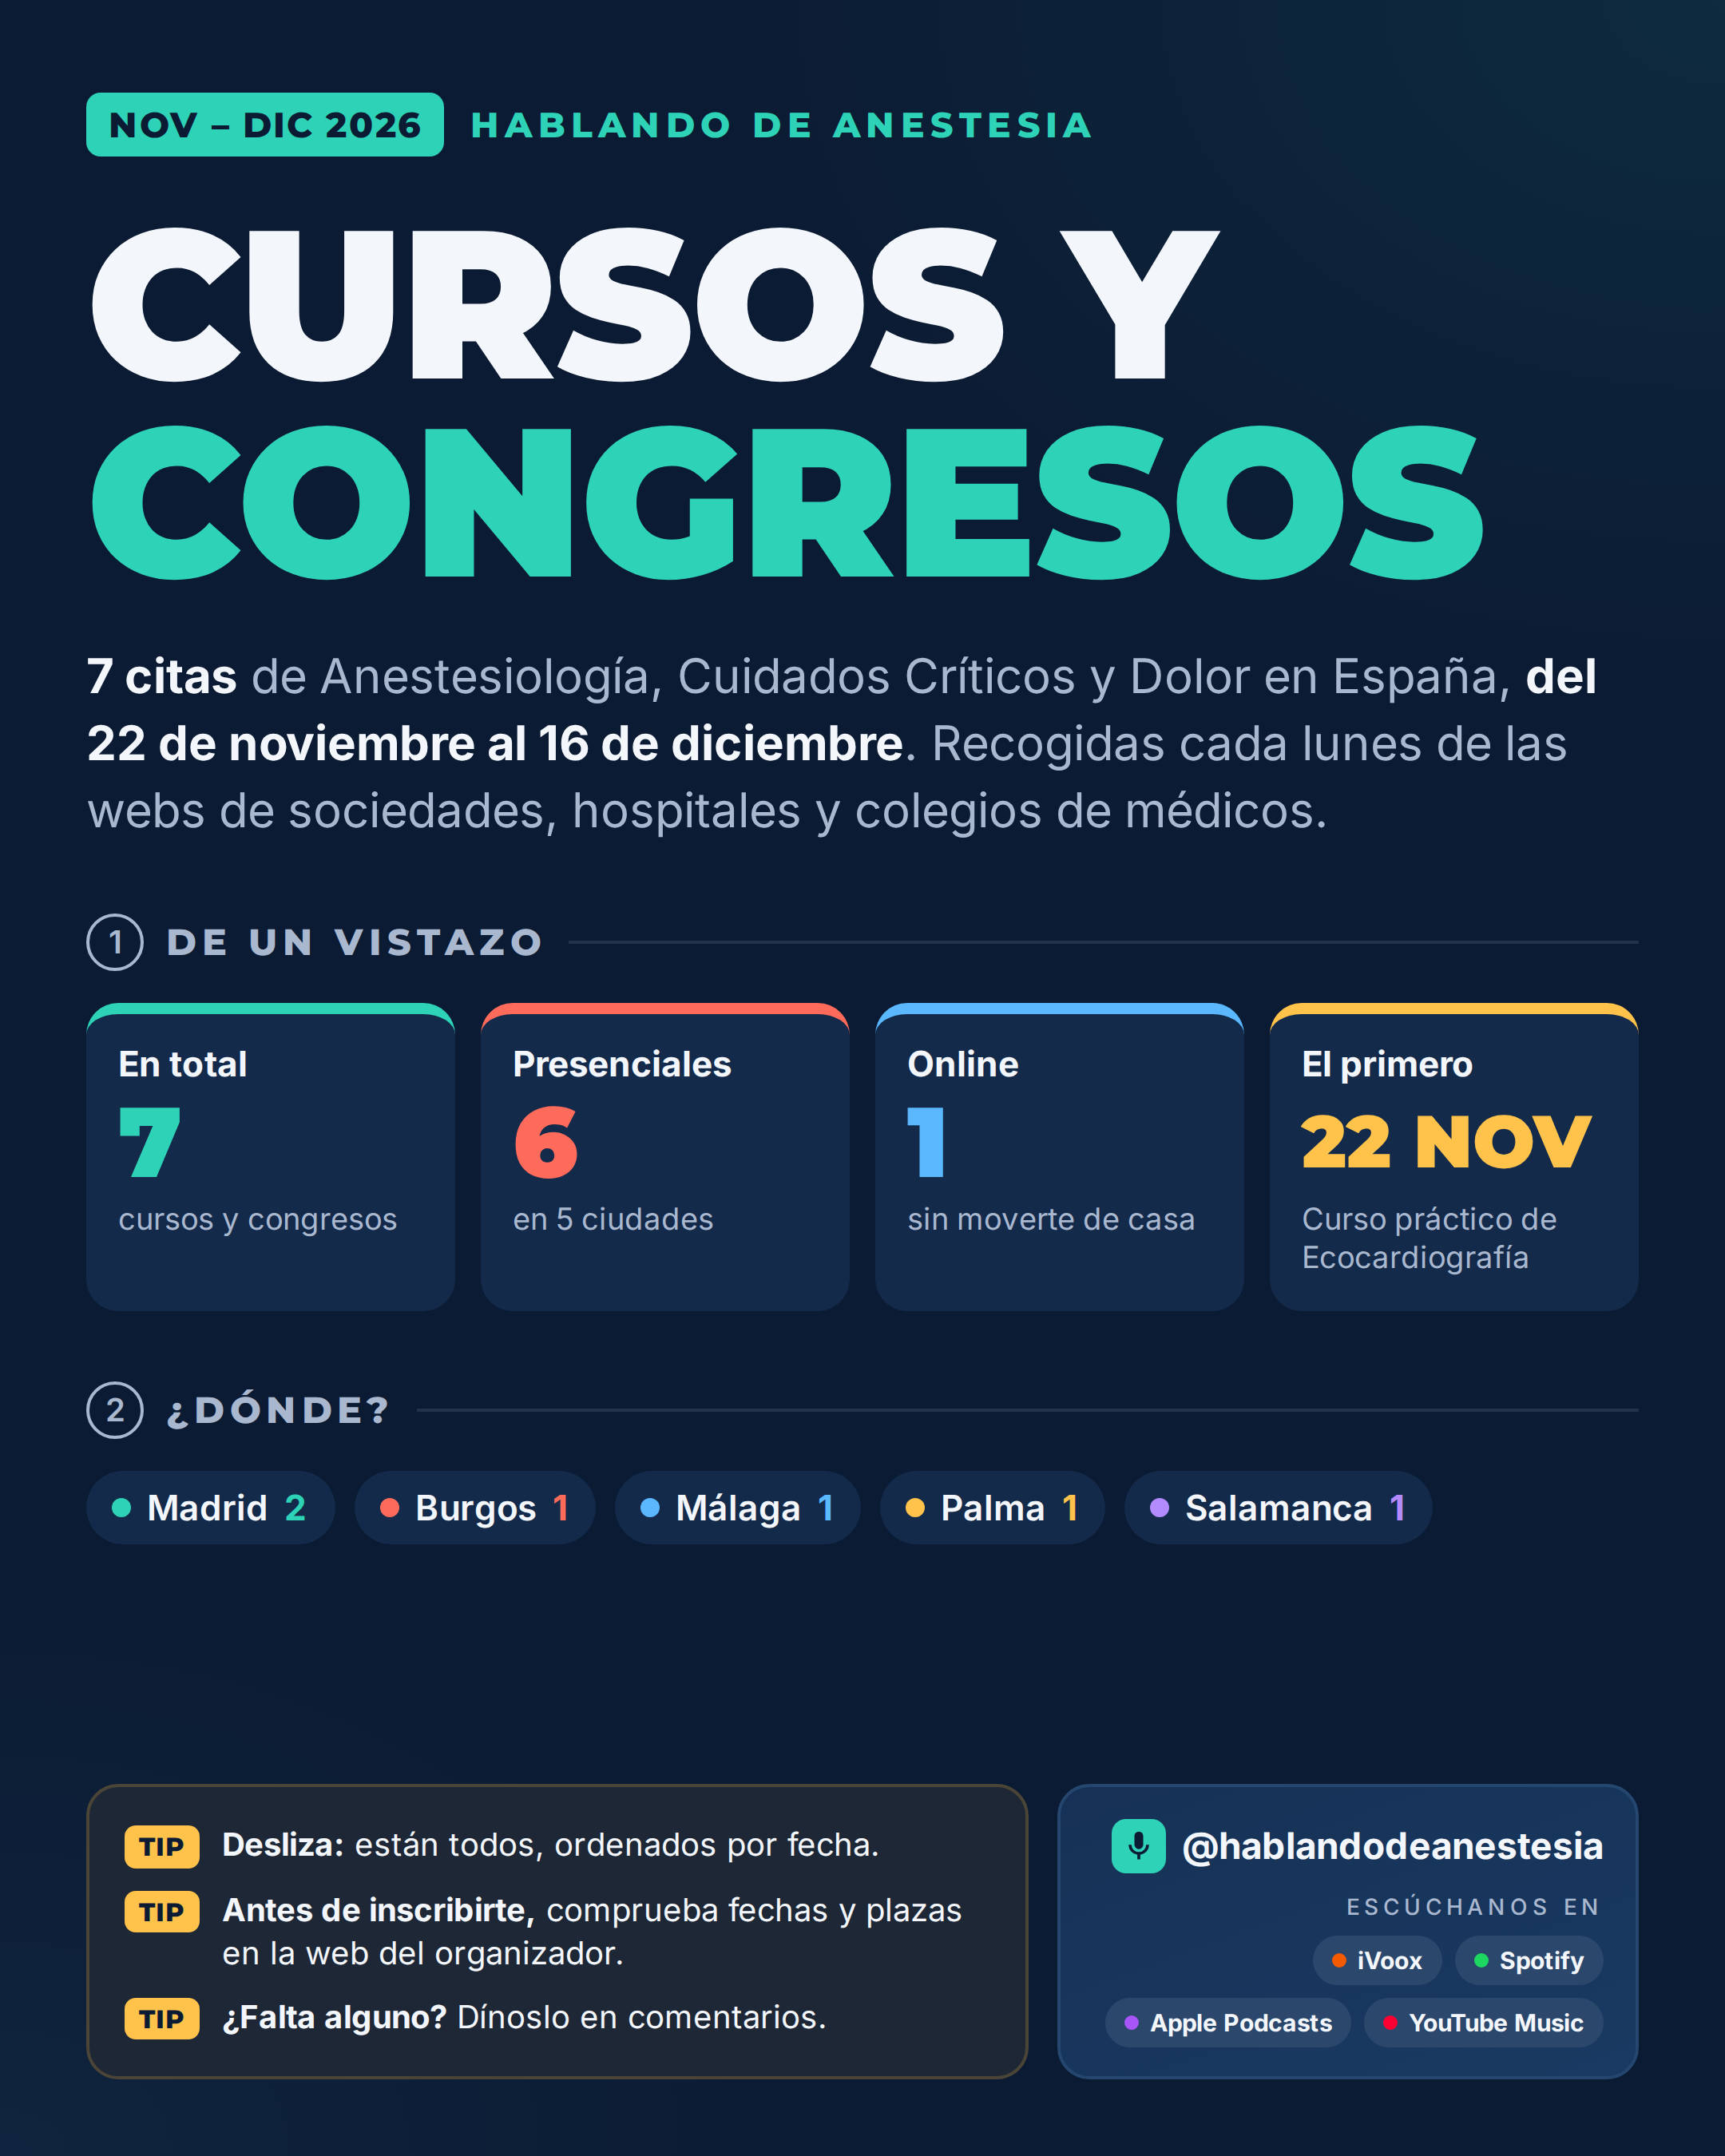 NOV – DIC 2026 HABLANDO DE ANESTESIA
CURSOS Y
CONGRESOS
7 citas de Anestesiología, Cuidados Críticos y Dolor en España, del
22 de noviembre al 16 de diciembre. Recogidas cada lunes de las
webs de sociedades, hospitales y colegios de médicos.
1 DE UN VISTAZO
En total
7
cursos y congresos
Presenciales
6
en 5 ciudades
Online
1
sin moverte de casa
El primero
22 NOV
Curso práctico de
Ecocardiografía
2 ¿DÓNDE?
Madrid 2
Burgos 1
Málaga 1
Palma 1
Salamanca 1
TIP Desliza: están todos, ordenados por fecha.
TIP Antes de inscribirte, comprueba fechas y plazas
en la web del organizador.
TIP ¿Falta alguno? Dínoslo en comentarios.
@hablandodeanestesia
ESCÚCHANOS EN
iVoox Spotify
Apple Podcasts YouTube Music